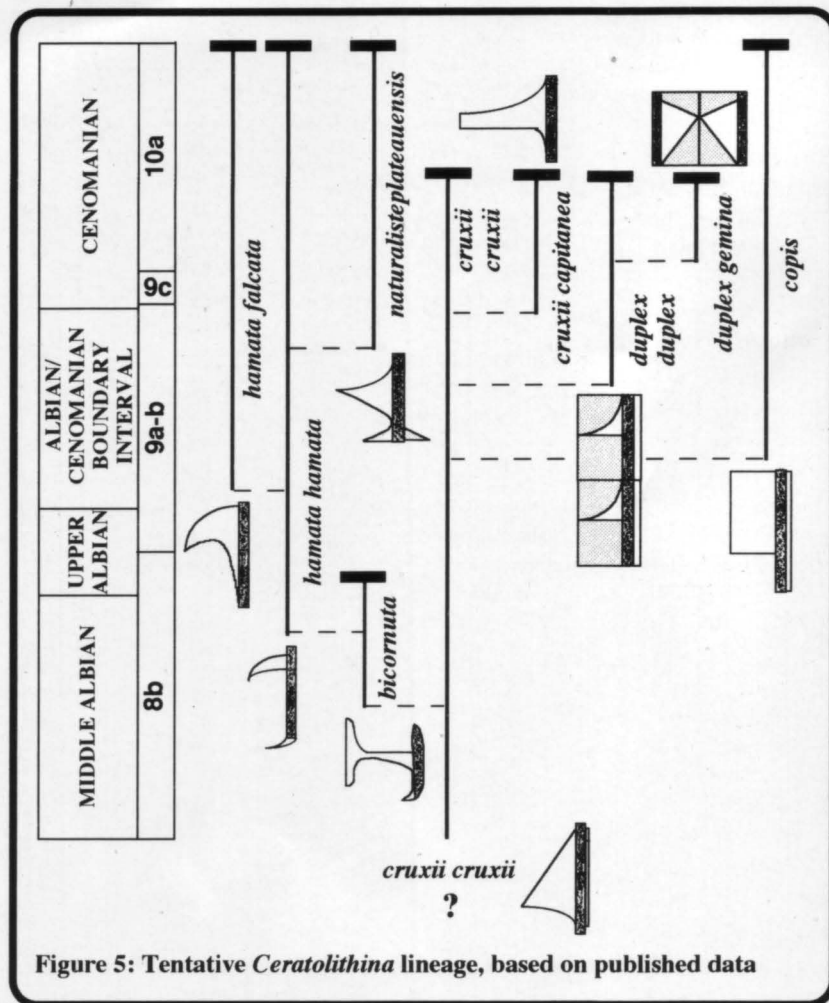 CENOMANIAN
ALBIAN/
CENOMANIAN
BOUNDARY
INTERVAL
UPPER
ALBIAN
MIDDLE ALBIAN
10a
9c
9a-b
8b
hamata falcata
hamata hamata
naturalisteplateauensis
bicornuta
cruxii
cruxii
cruxii capitanea
duplex
duplex
duplex gemina
copis
cruxii cruxii
?
Figure 5: Tentative Ceratolithina lineage, based on published data